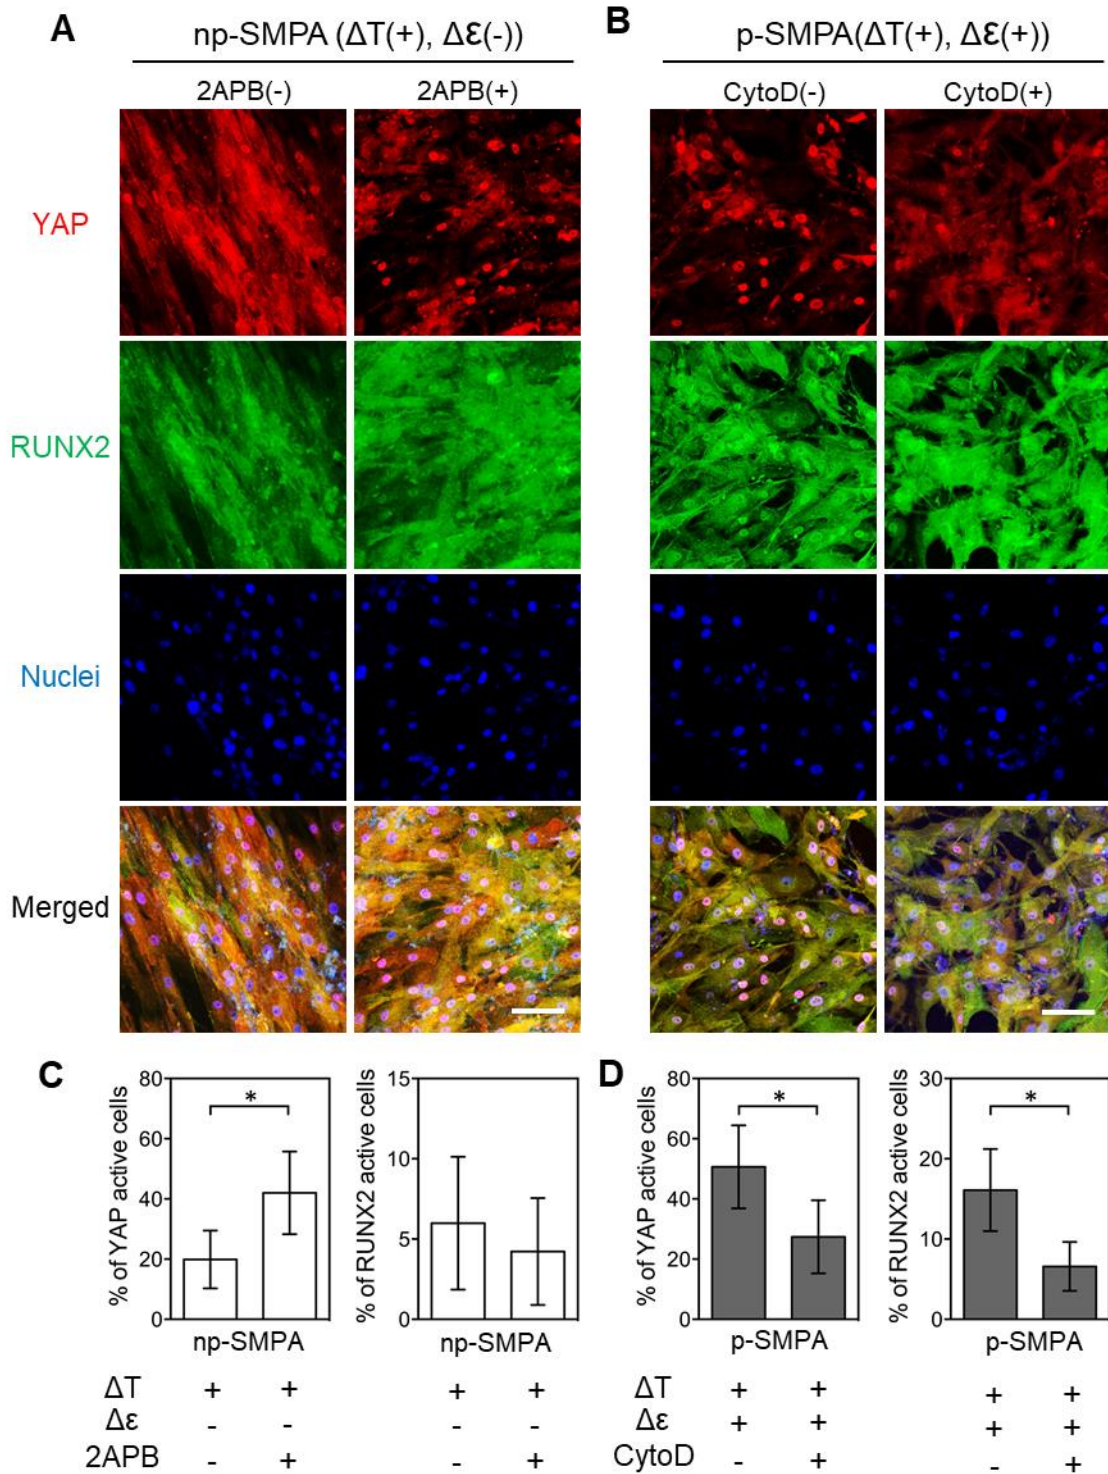 A
np-SMPA (ΔT(+), Δɛ(-))
B
p-SMPA(ΔT(+), Δɛ(+))
2APB(-)
2APB(+)
CytoD(-)
CytoD(+)
YAP
RUNX2
Nuclei
Merged
C
% of YAP active cells
80
60
40
20
0
*
np-SMPA
% of RUNX2 active cells
15
10
5
0
np-SMPA
D
% of YAP active cells
80
60
40
20
0
*
p-SMPA
% of RUNX2 active cells
30
20
10
0
*
p-SMPA
ΔT + + + +
Δε - - - -
2APB - + - +
ΔT + + + +
Δε + + + +
CytoD - + - +